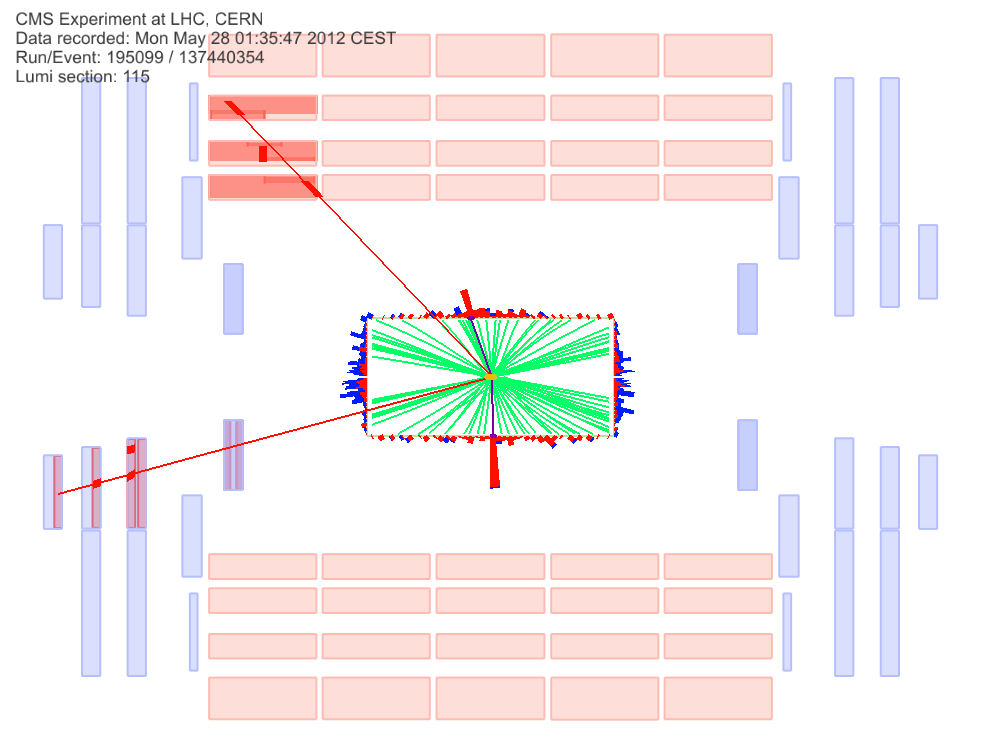 CMS Experiment at LHC, CERN
Data recorded: Mon May 28 01:35:47 2012 CEST
Run/Event: 195099 / 137440354
Lumi section: 115